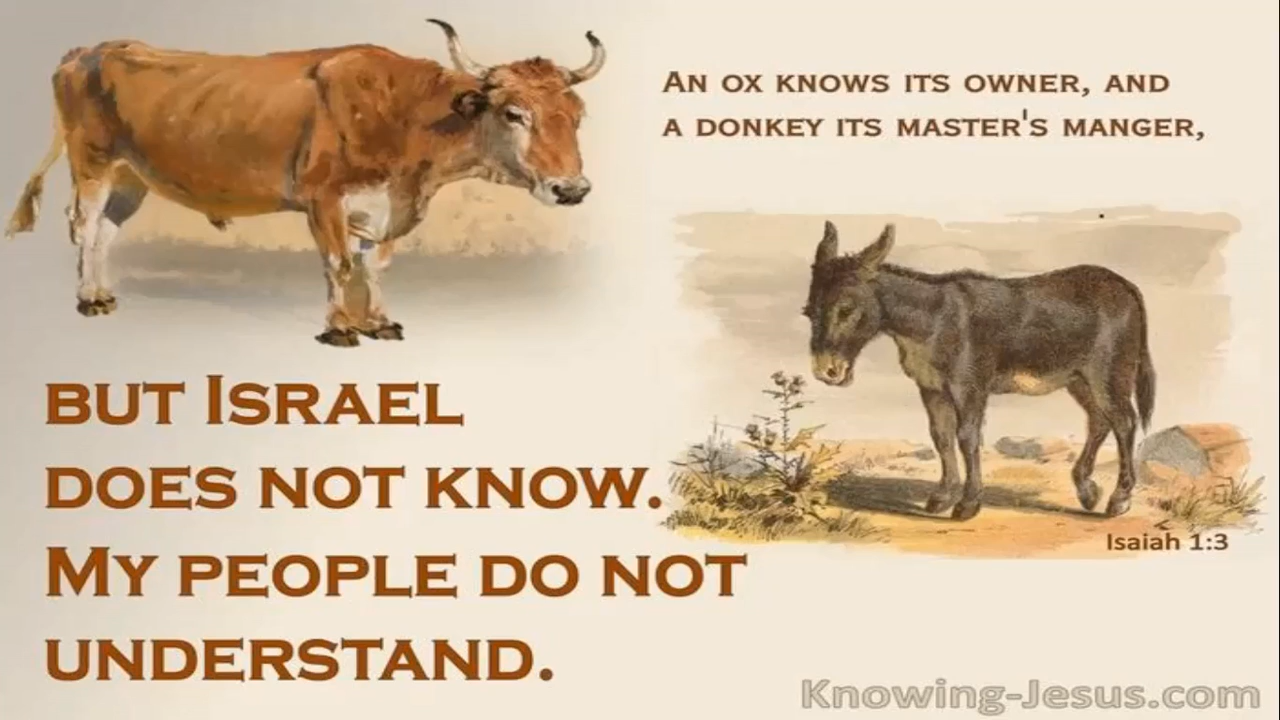 An ox knows its owner, and
a donkey its master's manger,
but Israel
does not know.
My people do not
understand.
Isaiah 1:3
Knowing-Jesus.com